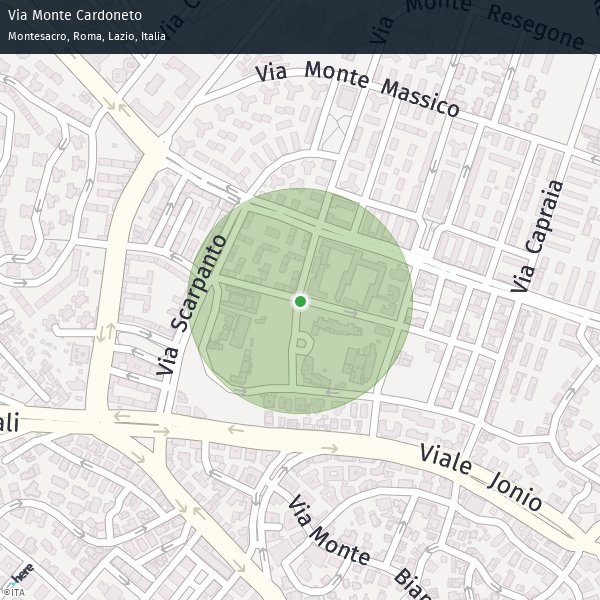 Via Monte Cardoneto
Montesacro, Roma, Lazio, Italia
Via C
Via Monte Resegone
Via Monte Massico
Via Capraia
Via Scarpanto
ali
Viale Jonio
Via Monte Bian
here
©ITA